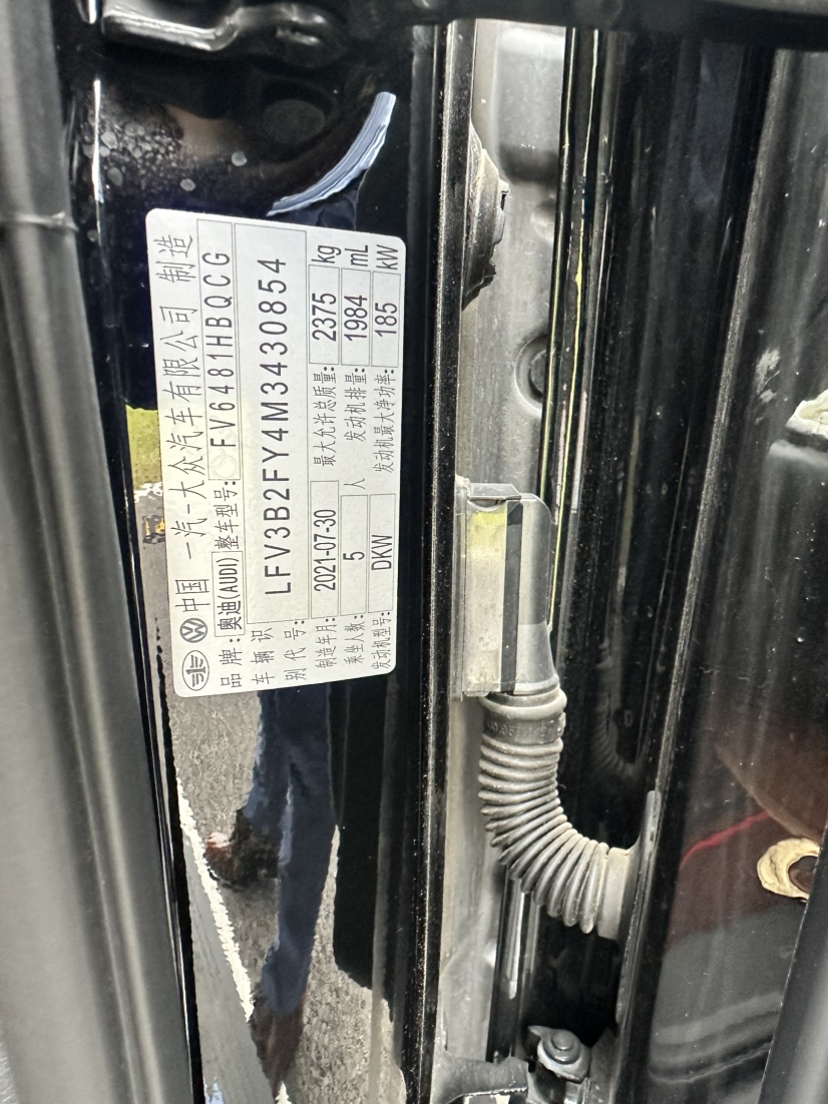 中国 一汽-大众汽车有限公司 制造
品牌:奥迪(AUDI) 整车型号:FV6481HBQCG
车辆识别代号: LFV3B2FY4M3430854
制造年月: 2021-07-30 最大允许总质量: 2375 kg
乘坐人数: 5 人 发动机排量: 1984 mL
发动机型号: DKW 发动机最大净功率: 185 kW